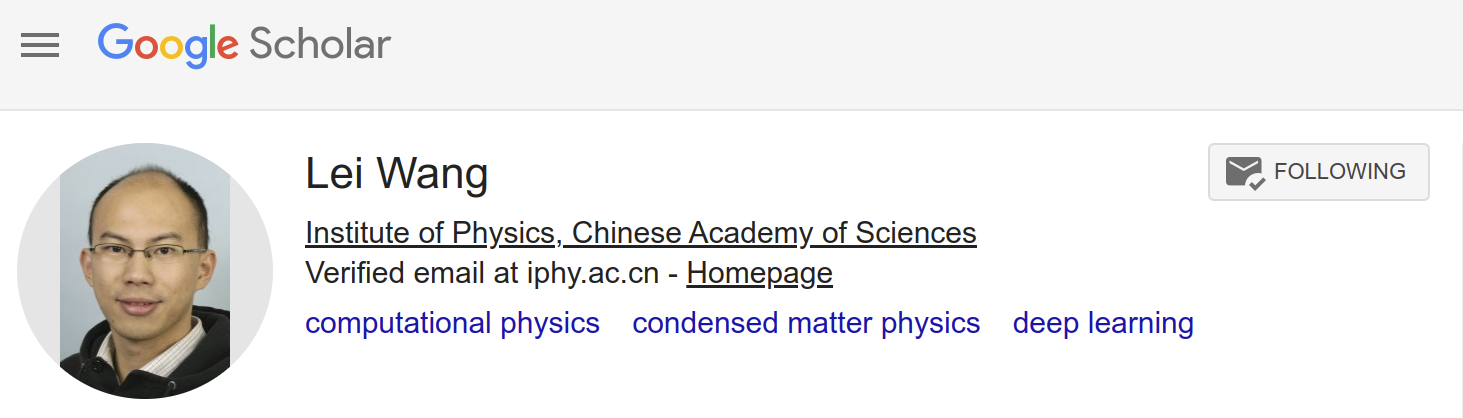 Google Scholar
Lei Wang
FOLLOWING
Institute of Physics, Chinese Academy of Sciences
Verified email at iphy.ac.cn - Homepage
computational physics condensed matter physics deep learning